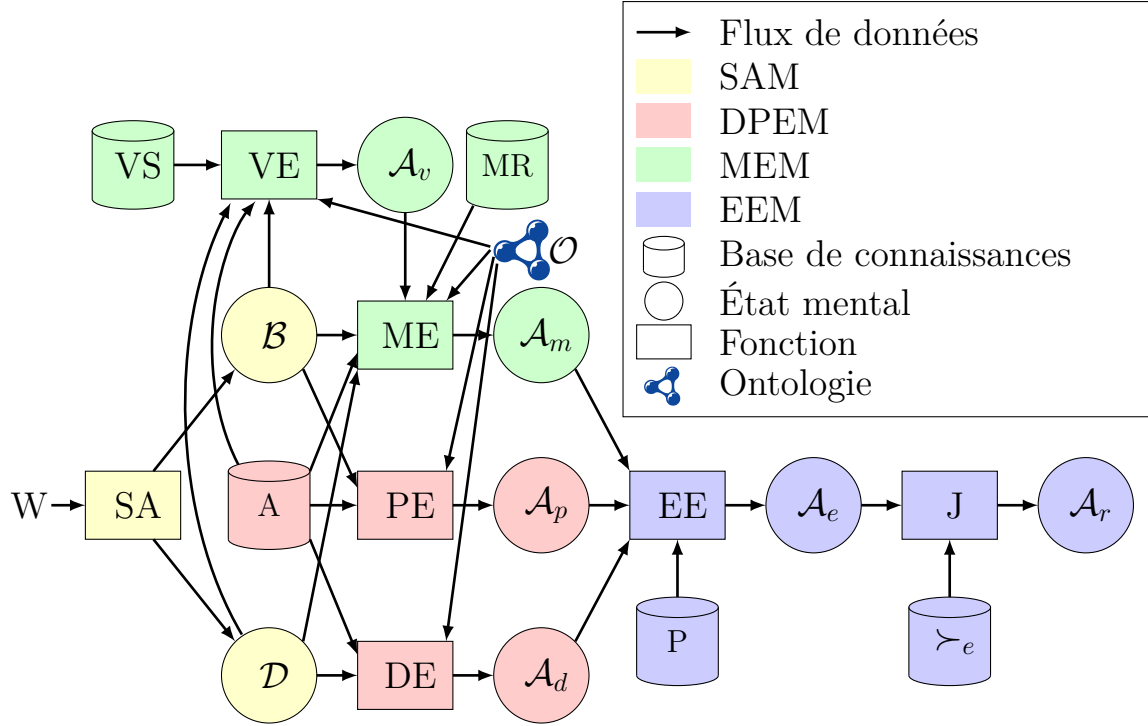 Flux de données
SAM
DPEM
MEM
EEM
Base de connaissances
État mental
Fonction
Ontologie
VS
VE
𝒜ᵥ
MR
𝒪
ℬ
ME
𝒜ₘ
W
SA
A
PE
𝒜ₚ
EE
𝒜ₑ
J
𝒜ᵣ
𝒟
DE
𝒜_d
P
≻ₑ